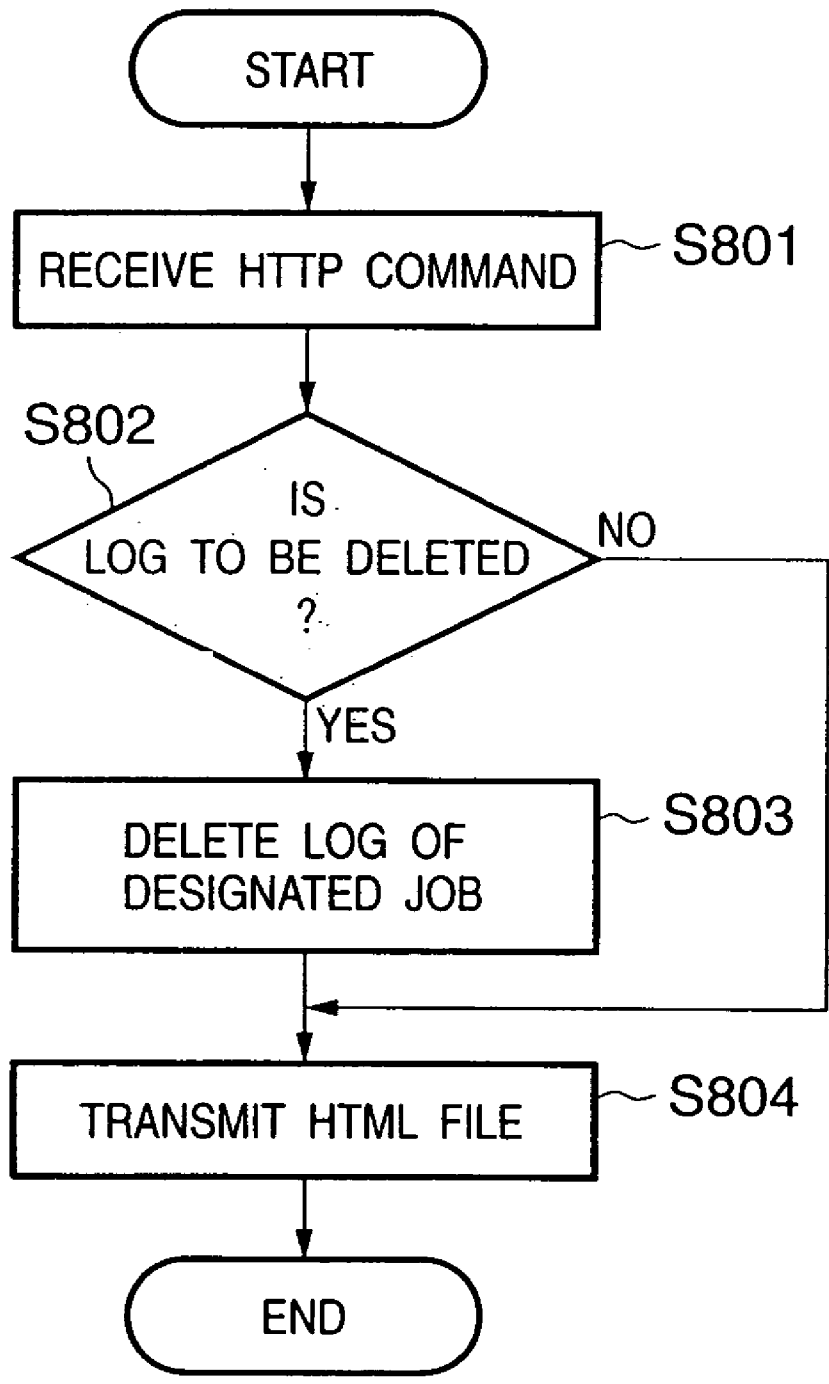 START
RECEIVE HTTP COMMAND
S801
S802
IS
LOG TO BE DELETED
?
NO
YES
DELETE LOG OF
DESIGNATED JOB
S803
TRANSMIT HTML FILE
S804
END